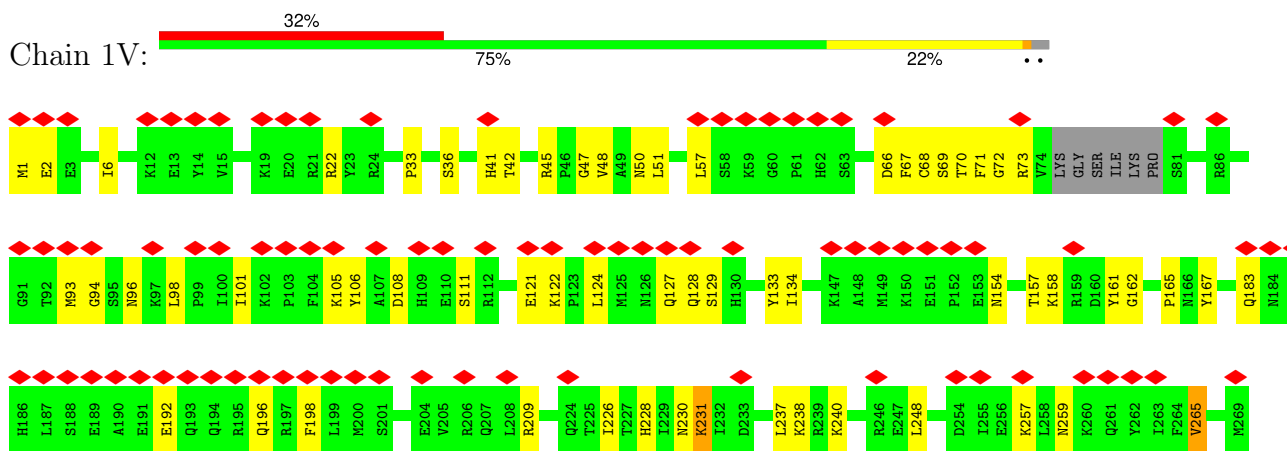 32%
Chain 1V:
75% 22% • •
M1 E2 E3 I6 K12 E13 Y14 V15 K19 E20 R21 R22 Y23 R24 P33 S36 H41 T42 R45 P46 G47 V48 A49 N50 L51 L57 S58 K59 G60 P61 H62 S63 D66 F67 C68 S69 T70 F71 G72 R73 V74 LYS GLY SER ILE LYS PRO S81 R86
G91 T92 M93 G94 S95 N96 K97 L98 P99 I100 I101 K102 P103 F104 K105 Y106 A107 D108 H109 E110 S111 R112 E121 K122 P123 L124 M125 N126 Q127 Q128 S129 H130 Y133 I134 K147 A148 M149 K150 E151 P152 E153 N154 T157 K158 R159 D160 Y161 G162 P165 N166 Y167 Q183 N184
H186 L187 S188 E189 A190 E191 E192 Q193 Q194 R195 Q196 R197 F198 L199 M200 S201 E204 V205 R206 Q207 L208 R209 Q224 T225 I226 T227 H228 I229 N230 K231 I232 D233 L237 K238 R239 K240 R246 E247 L248 D254 I255 E256 K257 L258 N259 K260 Q261 Y262 I263 F264 V265 M269